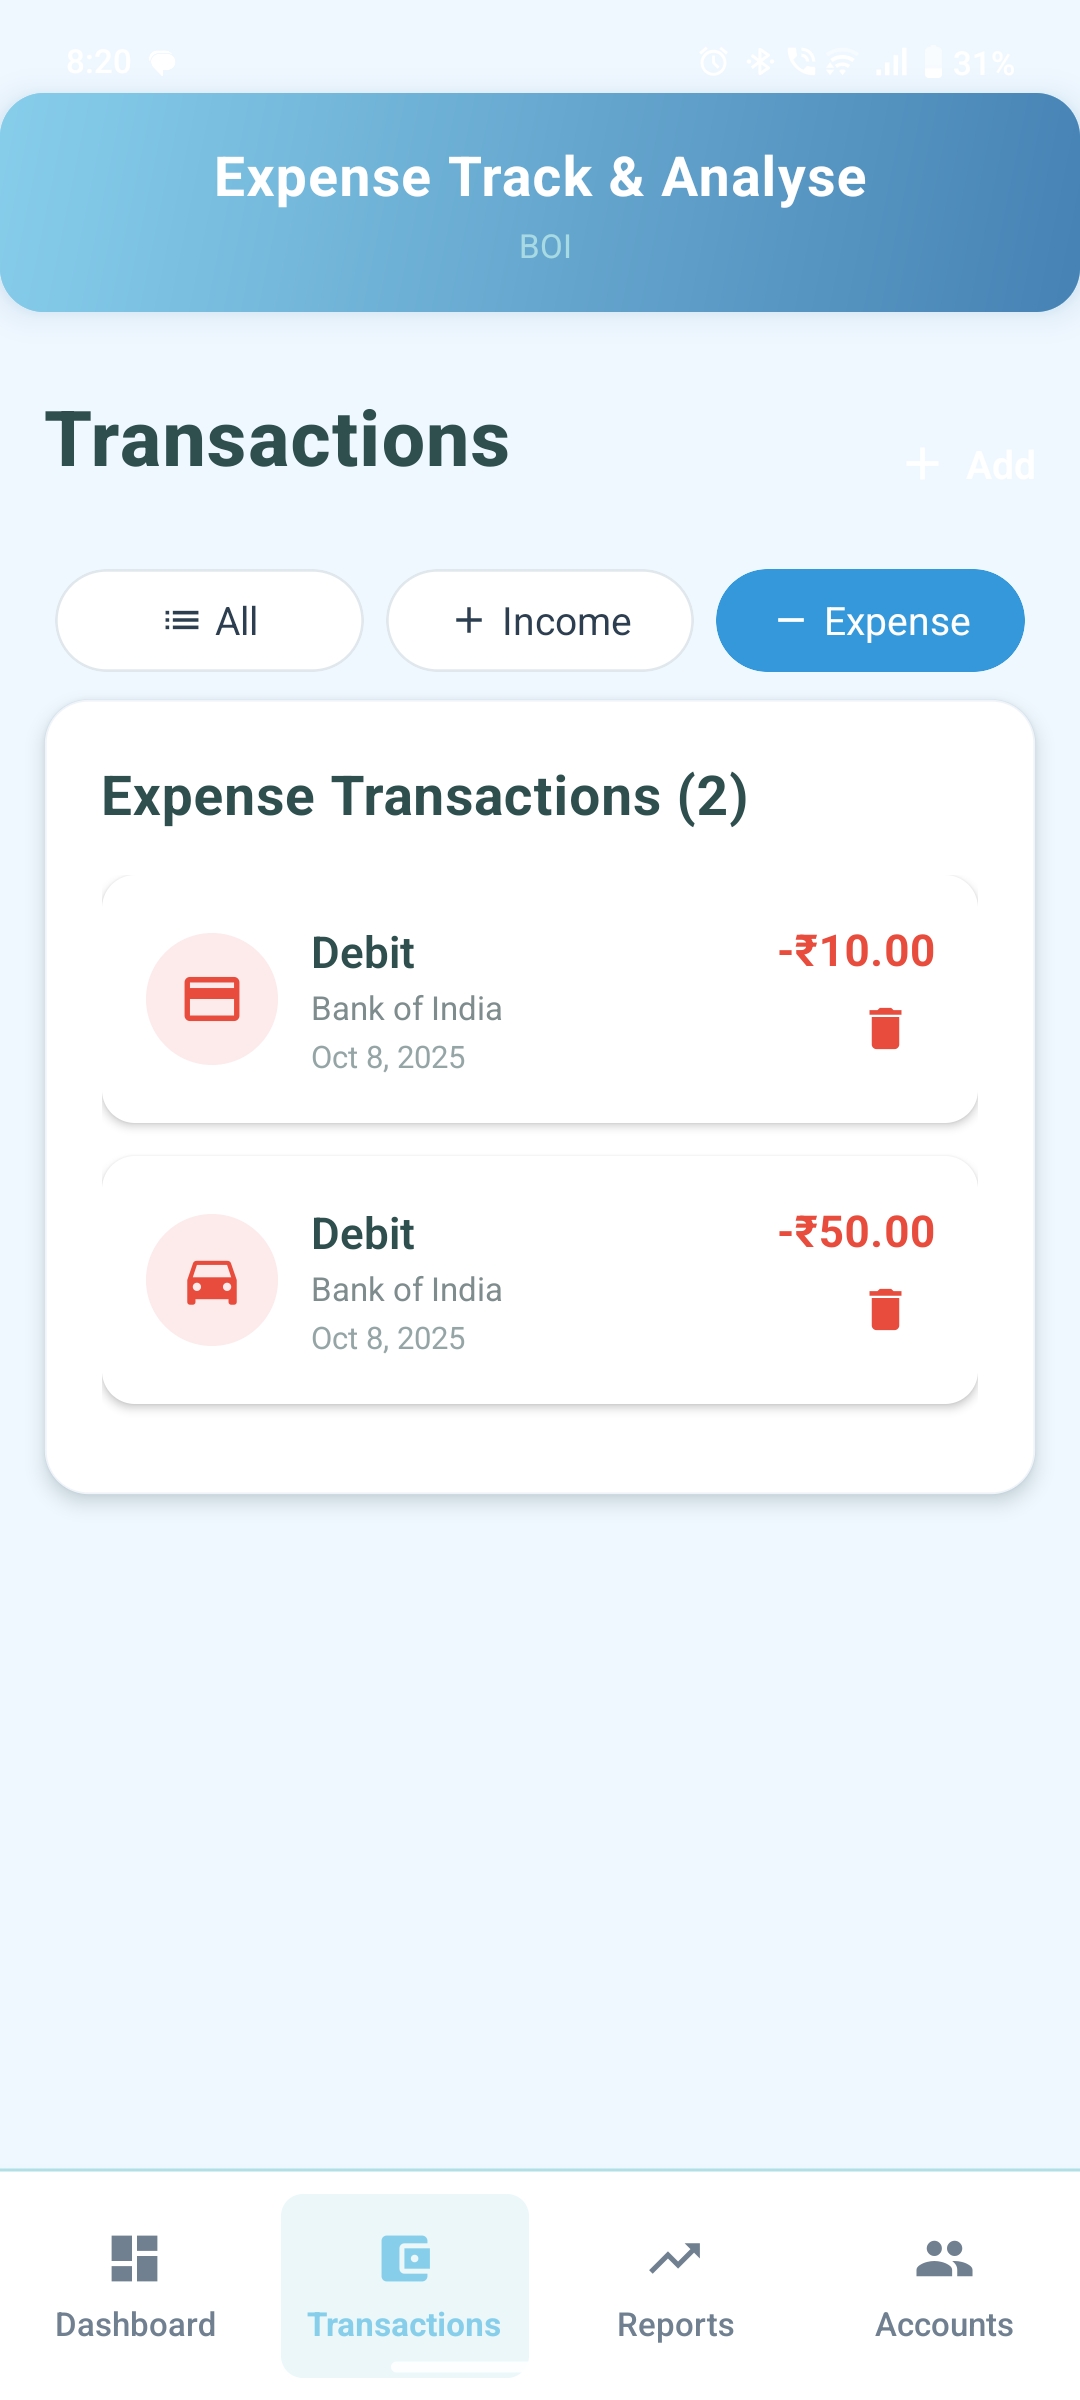 8:20 31%
Expense Track & Analyse
BOI
Transactions
Add
All
Income
Expense
Expense Transactions (2)
Debit
-₹10.00
Bank of India
Oct 8, 2025
Debit
-₹50.00
Bank of India
Oct 8, 2025
Dashboard
Transactions
Reports
Accounts